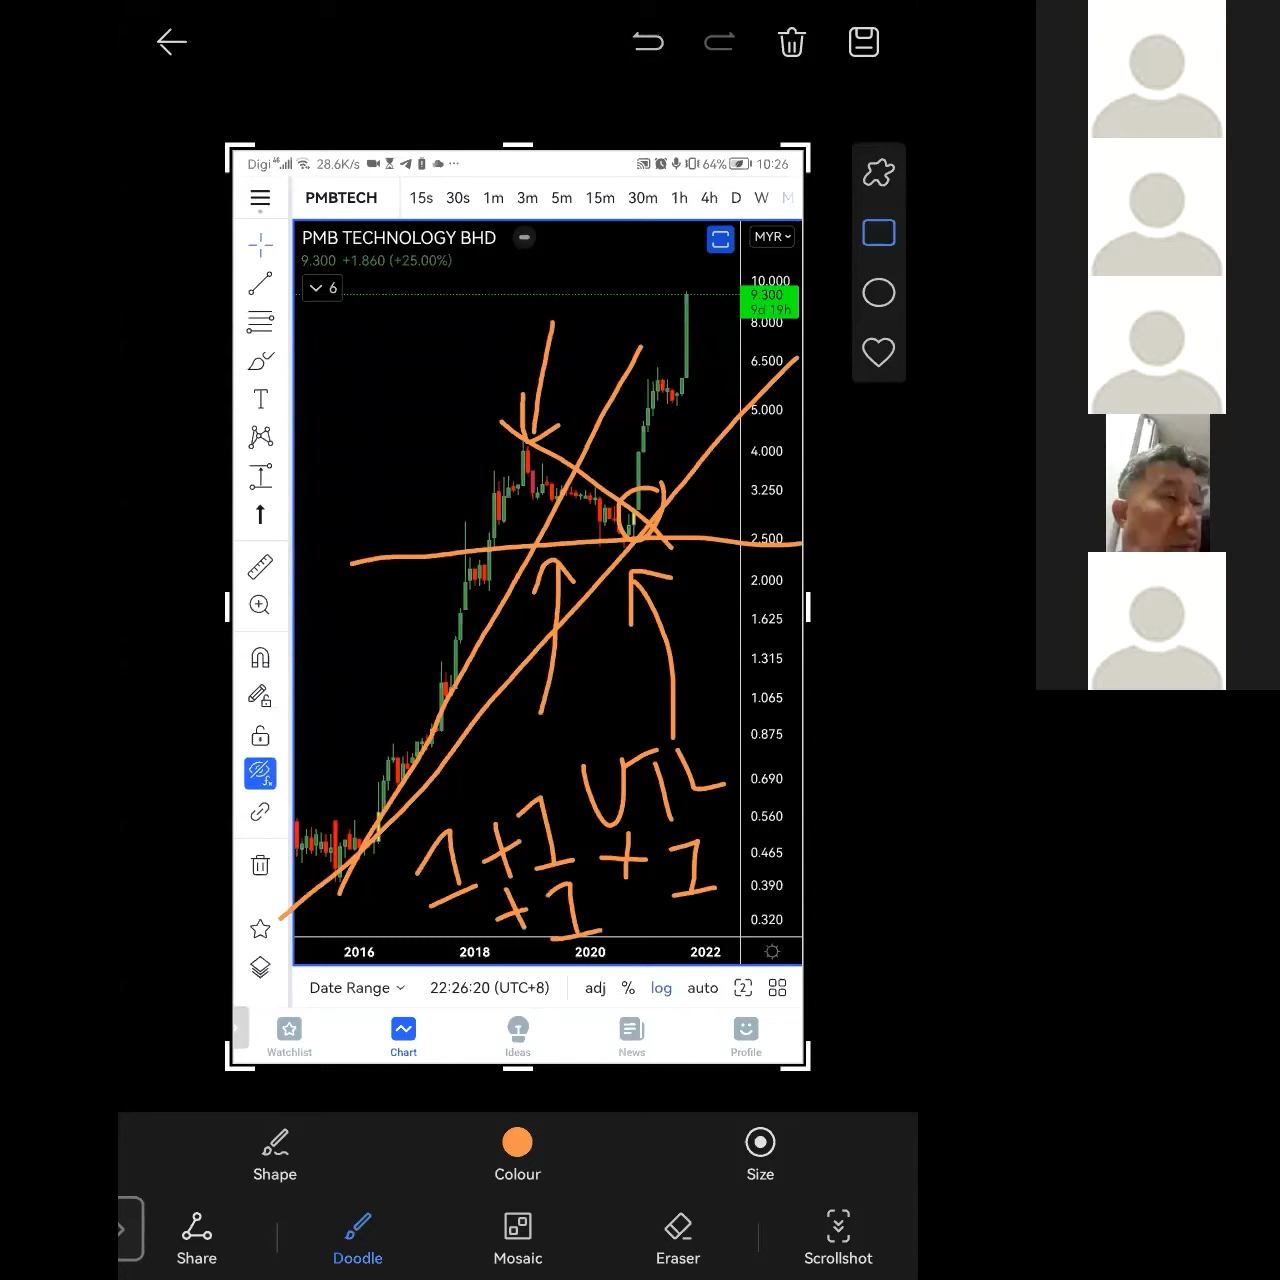 Digi 4G 28.6K/s 64% 10:26
PMBTECH 15s 30s 1m 3m 5m 15m 30m 1h 4h D W M
PMB TECHNOLOGY BHD MYR
9.300 +1.860 (+25.00%)
6
10.000
9.300
9d 19h
8.000
6.500
5.000
4.000
3.250
2.500
2.000
1.625
1.315
1.065
0.875
0.690
0.560
0.465
0.390
0.320
1 + 1 + 1
+ 1
2016 2018 2020 2022
Date Range 22:26:20 (UTC+8) adj % log auto
Watchlist Chart Ideas News Profile
Shape Colour Size
Share Doodle Mosaic Eraser Scrollshot